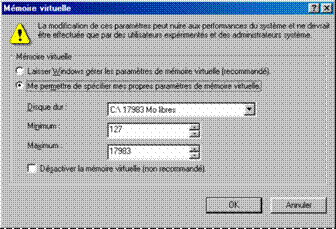 Mémoire virtuelle
La modification de ces paramètres peut nuire aux performances du système et ne devrait
être effectuée que par des utilisateurs expérimentés et des administrateurs système.
Mémoire virtuelle
Laisser Windows gérer les paramètres de mémoire virtuelle (recommandé).
Me permettre de spécifier mes propres paramètres de mémoire virtuelle.
Disque dur :
C:\ 17983 Mo libres
Minimum :
127
Maximum :
17983
Désactiver la mémoire virtuelle (non recommandé).
OK
Annuler